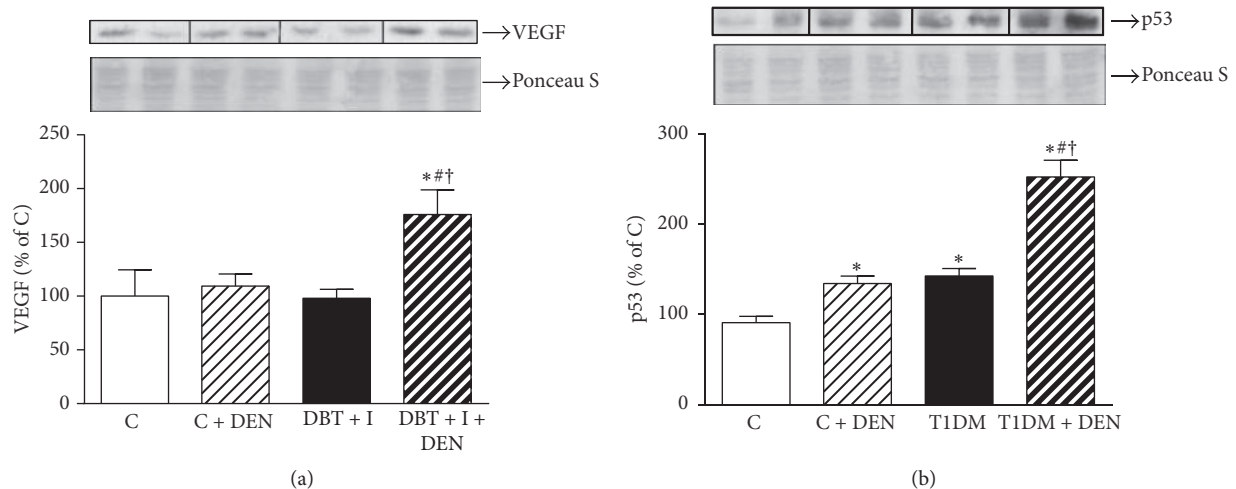 VEGF
Ponceau S
250
200
150
100
50
0
VEGF (% of C)
*#†
C
C + DEN
DBT + I
DBT + I +
DEN
(a)
p53
Ponceau S
300
200
100
0
p53 (% of C)
*
*
*#†
C
C + DEN
T1DM
T1DM + DEN
(b)